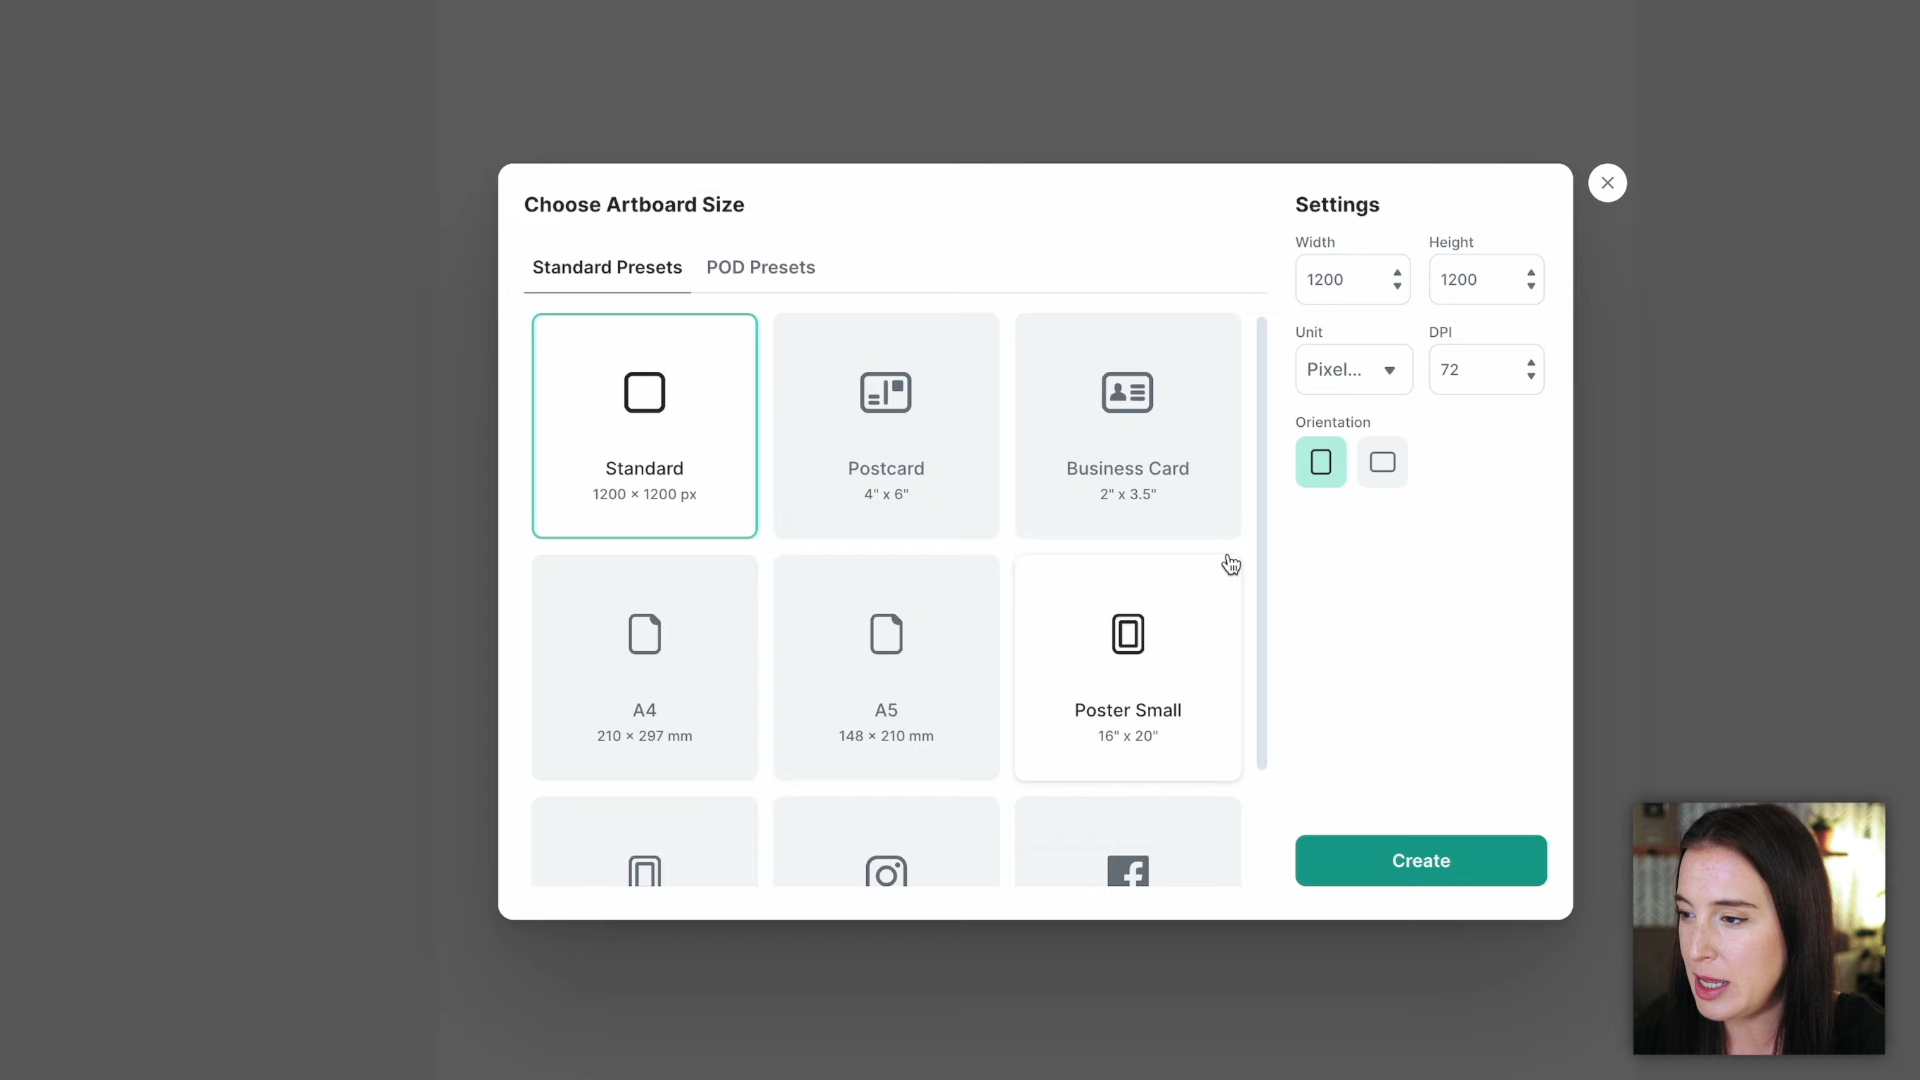 Choose Artboard Size
Standard Presets
POD Presets
Standard
1200 × 1200 px
Postcard
4" x 6"
Business Card
2" x 3.5"
A4
210 × 297 mm
A5
148 × 210 mm
Poster Small
16" x 20"
Settings
Width
Height
1200
1200
Unit
DPI
Pixel...
72
Orientation
Create